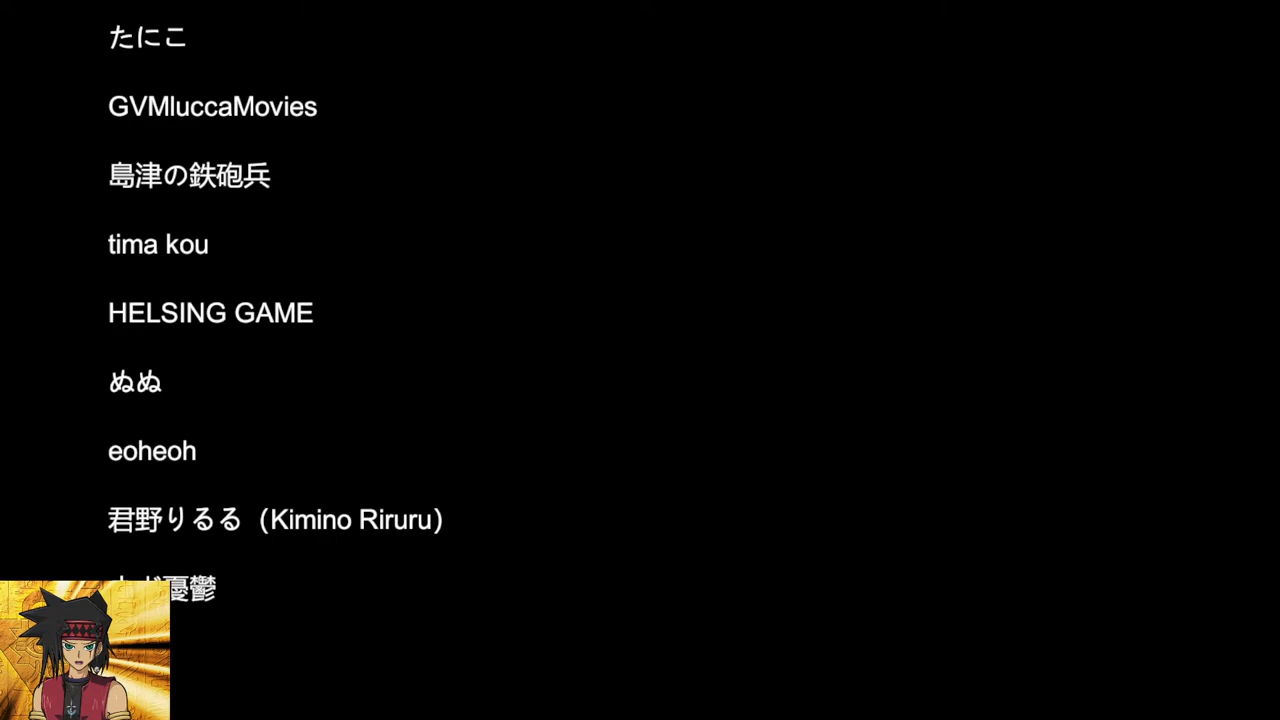 たにこ
GVMluccaMovies
島津の鉄砲兵
tima kou
HELSING GAME
ぬぬ
eoheoh
君野りるる（Kimino Riruru）
憂鬱